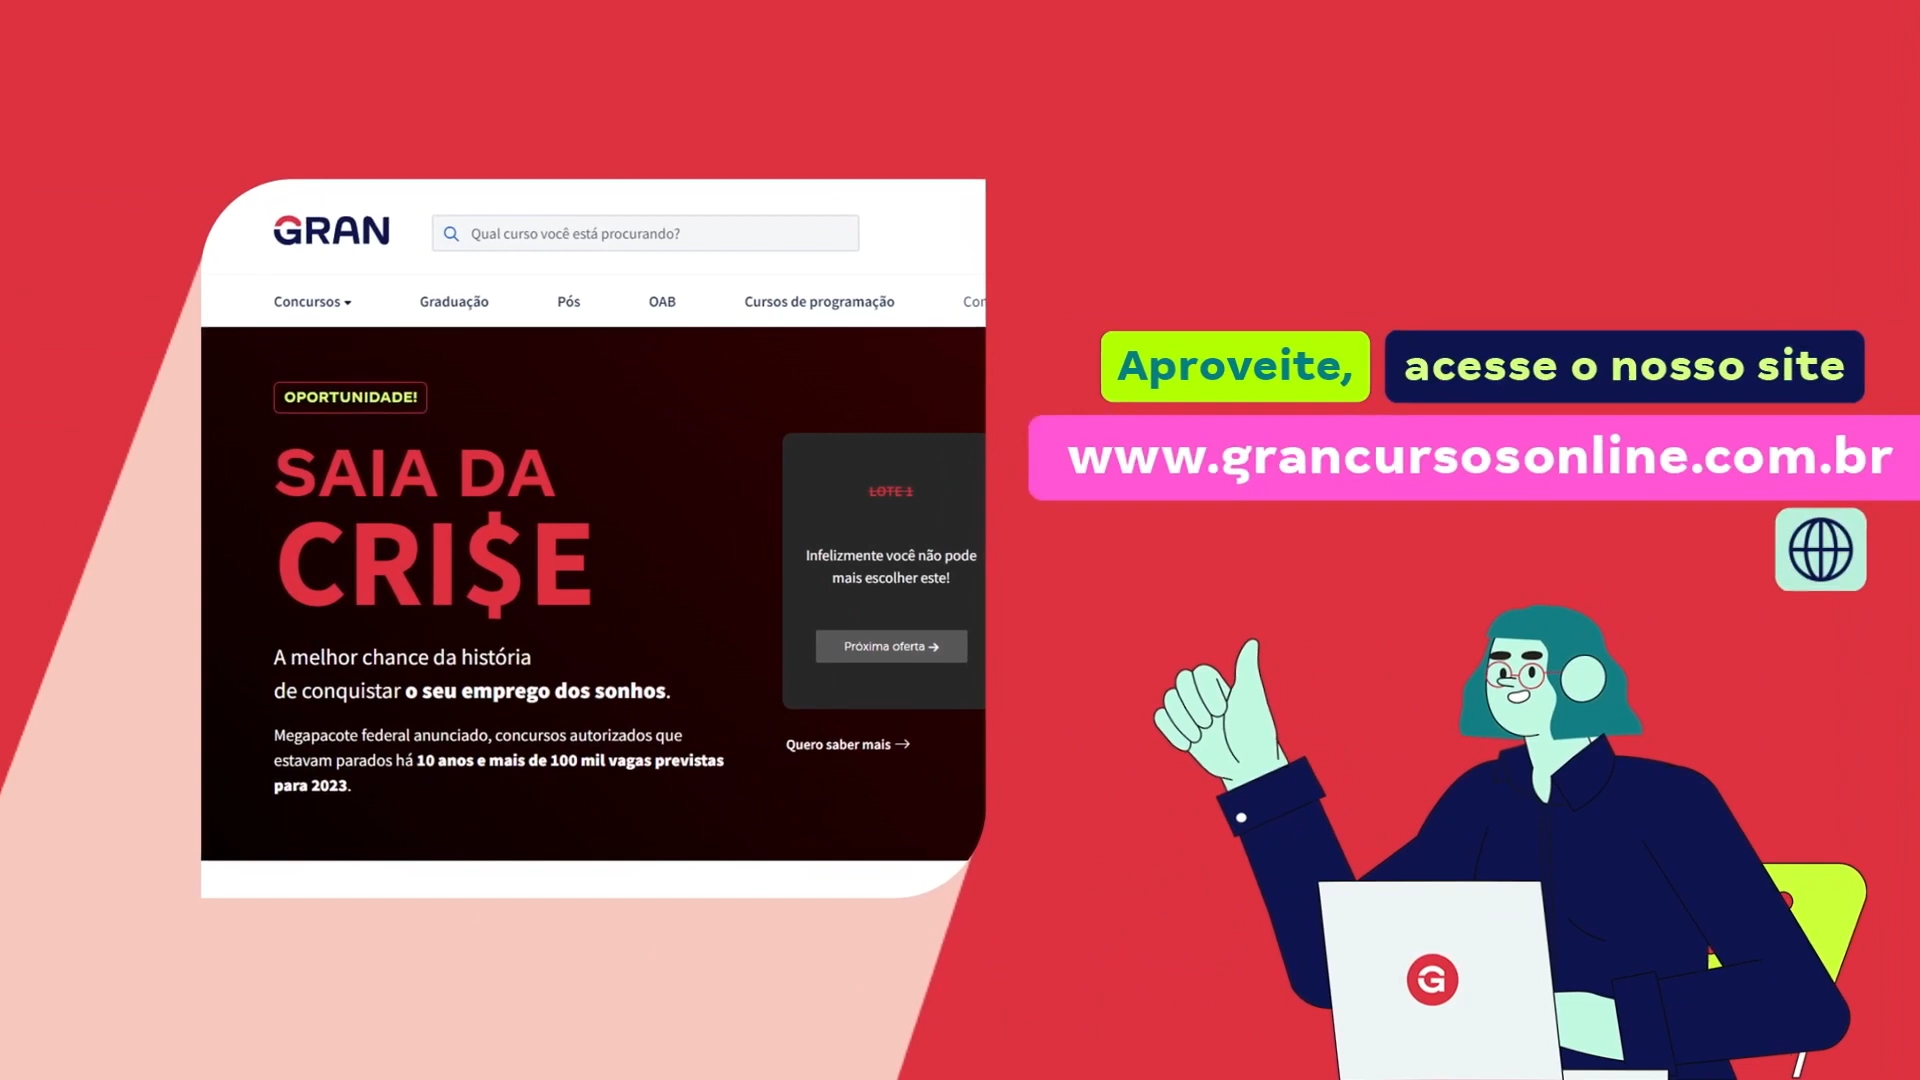 GRAN
Qual curso você está procurando?
Concursos
Graduação
Pós
OAB
Cursos de programação
OPORTUNIDADE!
SAIA DA
CRI$E
A melhor chance da história
de conquistar o seu emprego dos sonhos.
Megapacote federal anunciado, concursos autorizados que
estavam parados há 10 anos e mais de 100 mil vagas previstas
para 2023.
LOTE 1
Infelizmente você não pode
mais escolher este!
Próxima oferta →
Quero saber mais →
Aproveite, acesse o nosso site
www.grancursosonline.com.br
G